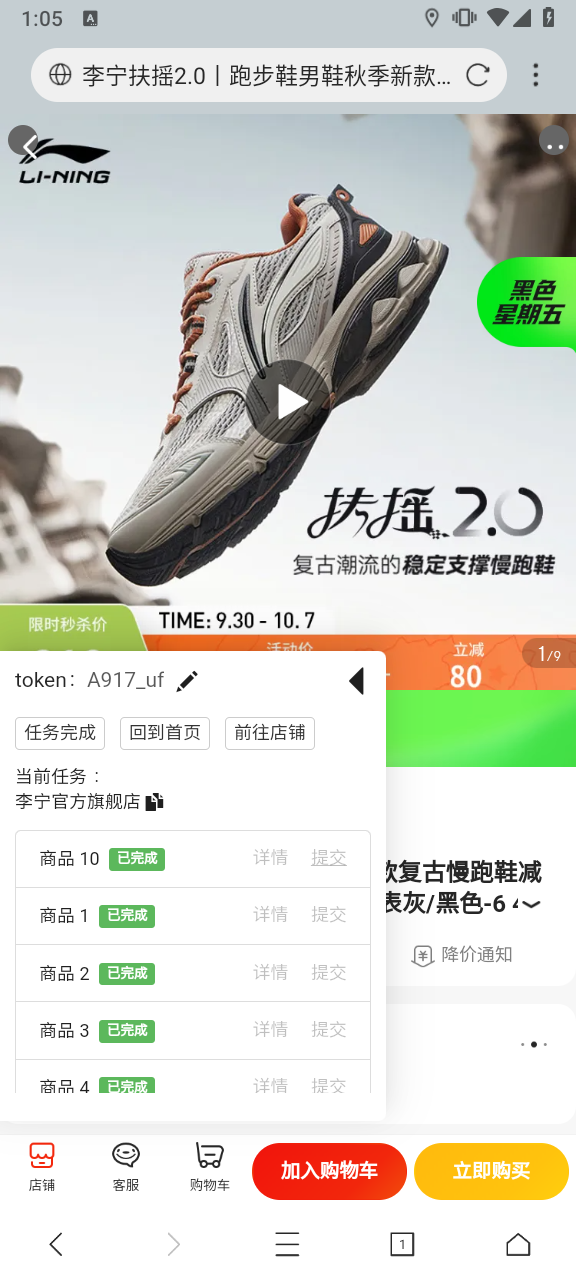 1:05
A
李宁扶摇2.0丨跑步鞋男鞋秋季新款...
LI-NING
黑色
星期五
扶摇2.0
复古潮流的稳定支撑慢跑鞋
限时秒杀价
TIME: 9.30 - 10. 7
活动价
立减
80
1/9
token: A917_uf
任务完成 回到首页 前往店铺
当前任务：
李宁官方旗舰店
商品 10 已完成 详情 提交
商品 1 已完成 详情 提交
商品 2 已完成 详情 提交
商品 3 已完成 详情 提交
商品 4 已完成 详情 提交
款复古慢跑鞋减
表灰/黑色-6
降价通知
店铺 客服 购物车 加入购物车 立即购买
1